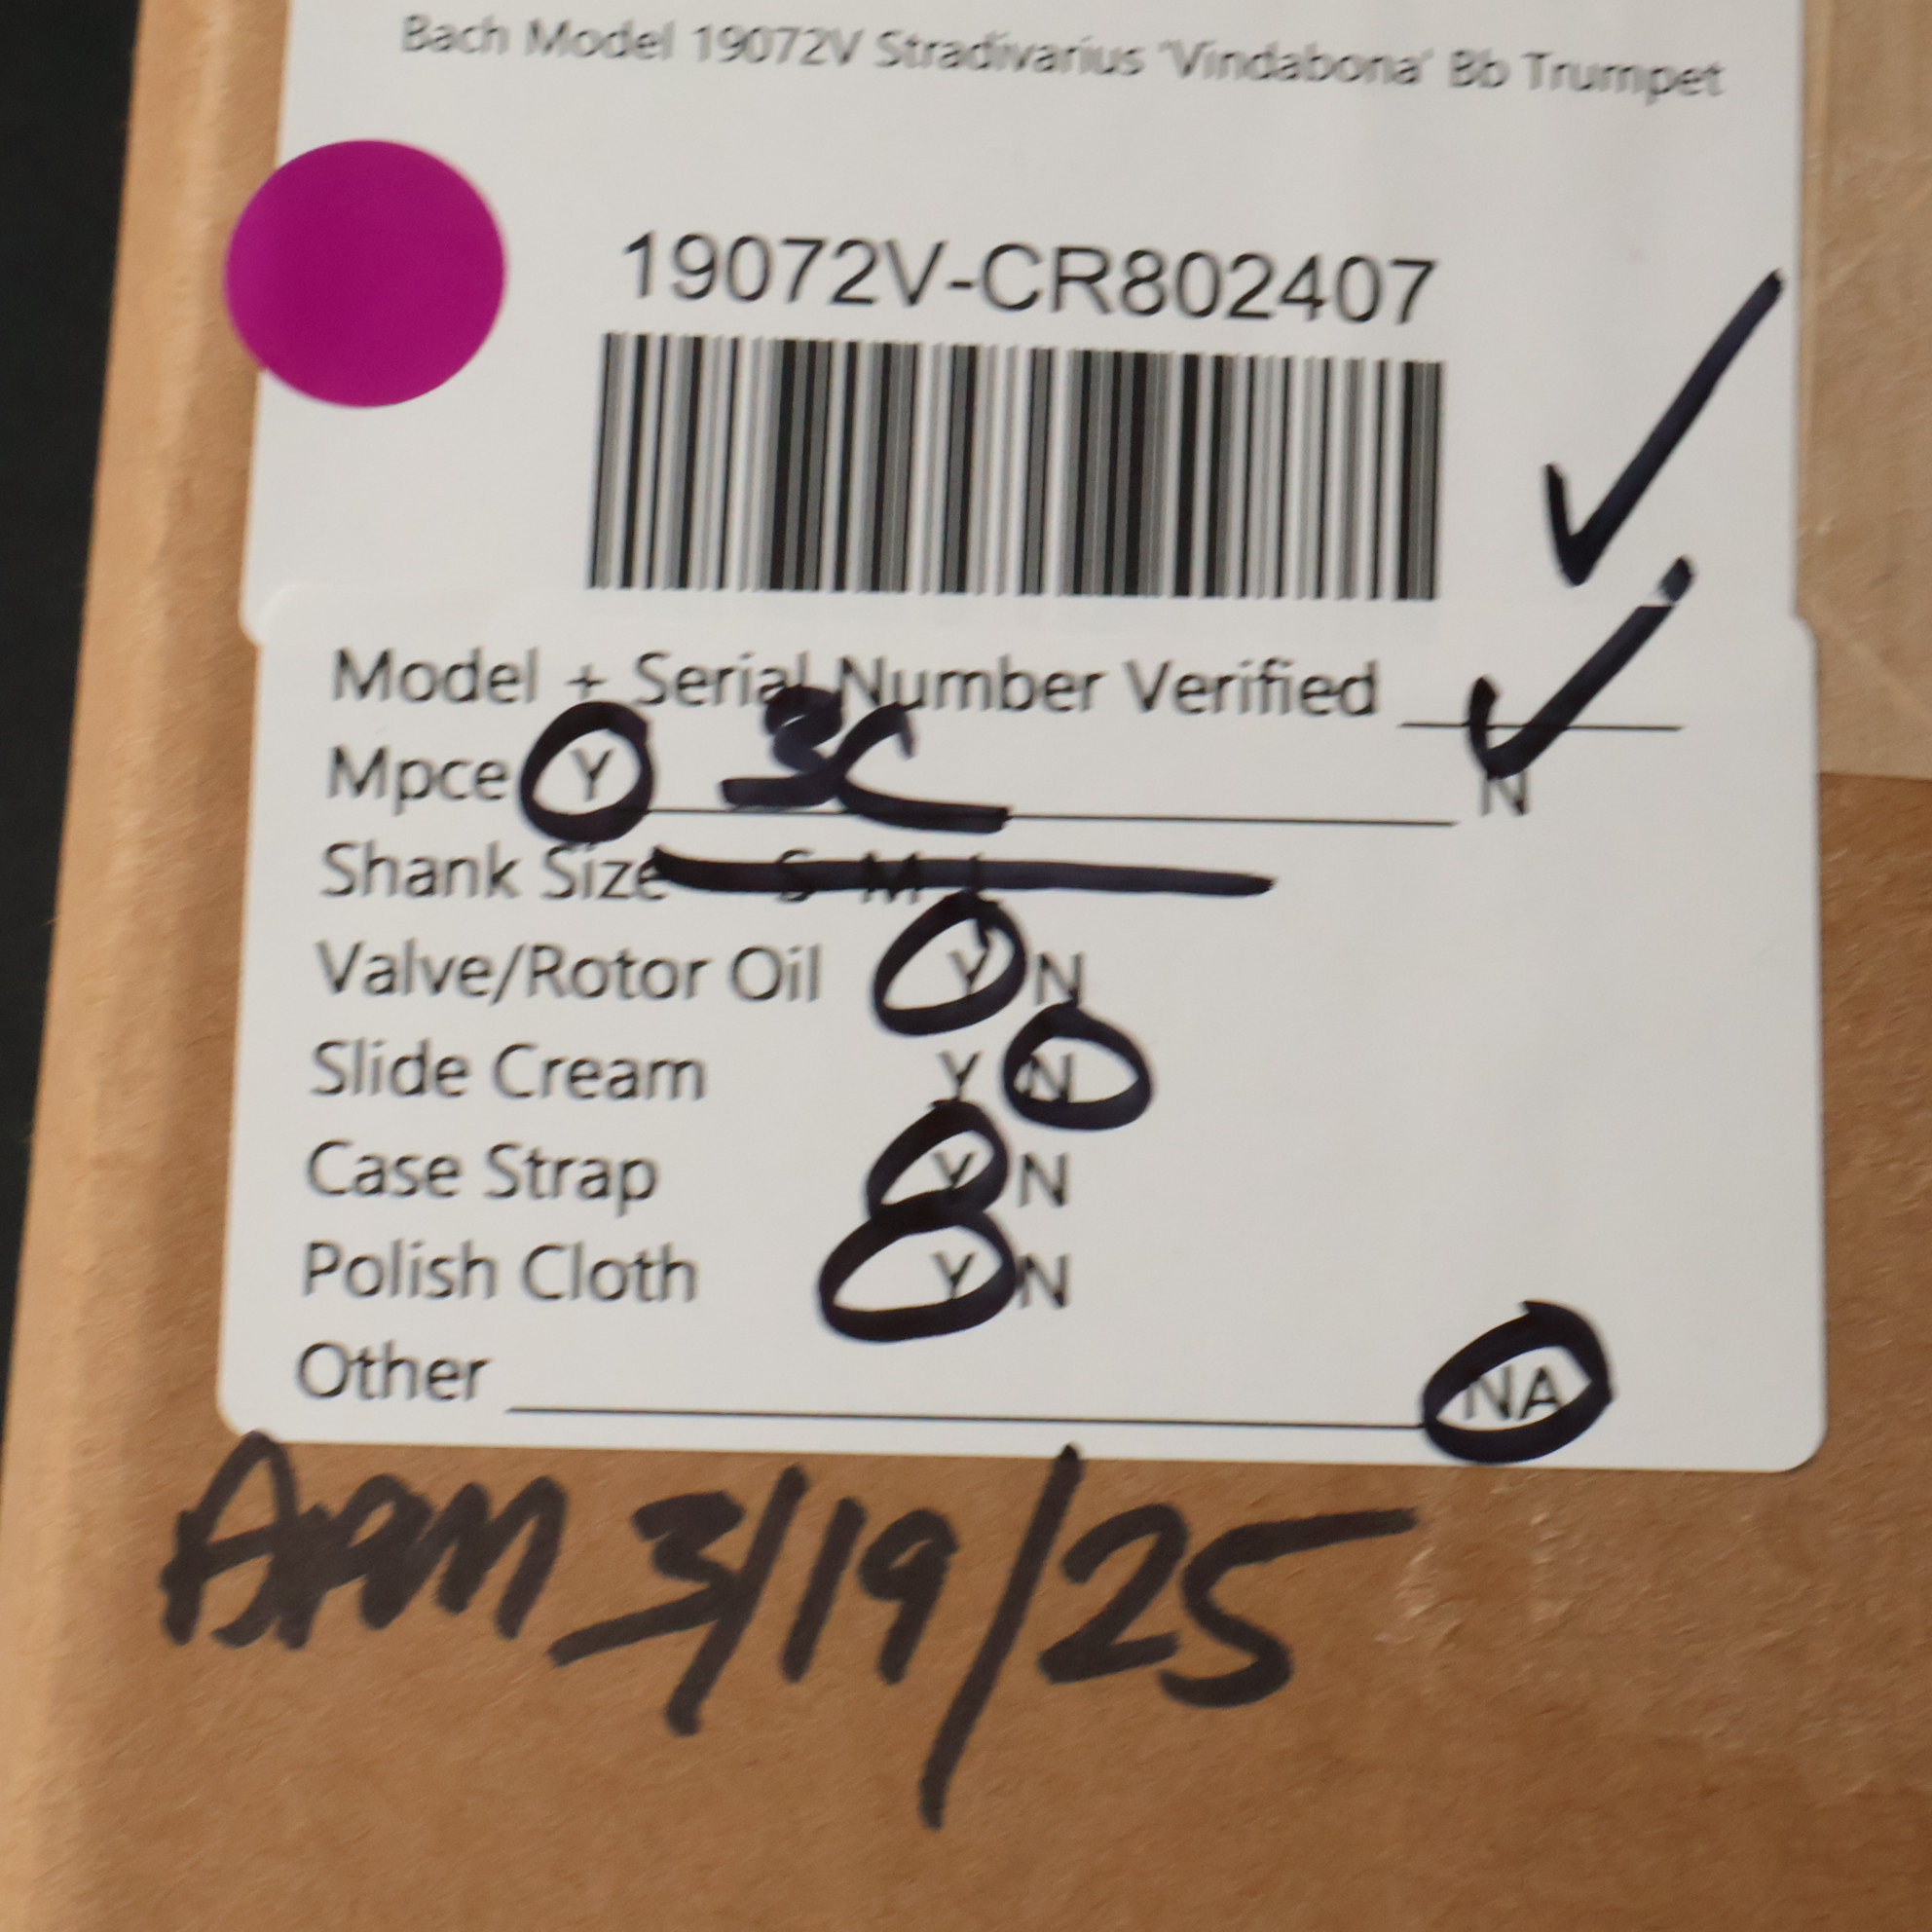 Bach Model 19072V Stradivarius 'Vindabona' Bb Trumpet
19072V-CR802407
Model + Serial Number Verified ✓
Mpce Y 3C N
Shank Size S M L
Valve/Rotor Oil Y N
Slide Cream Y N
Case Strap Y N
Polish Cloth Y N
Other NA
3/19/25